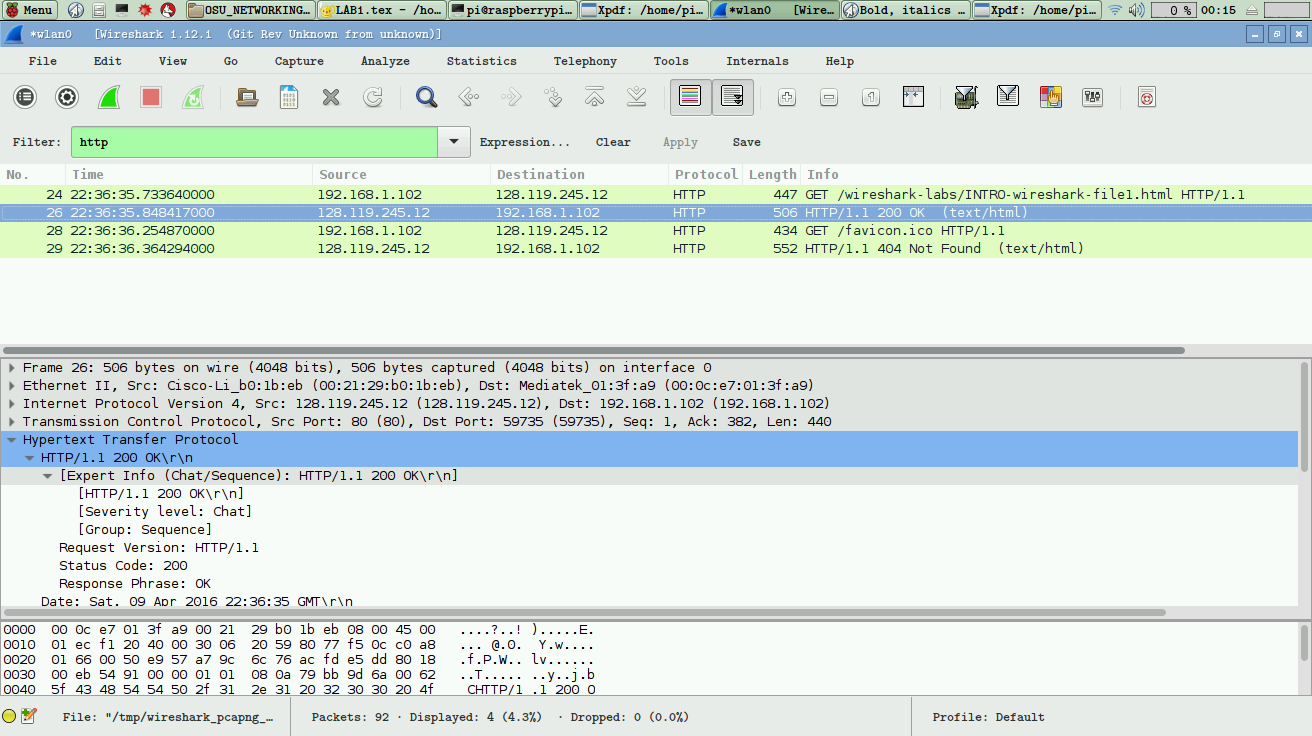 Menu OSU_NETWORKING... LAB1.tex - /ho... pi@raspberrypi... Xpdf: /home/pi... *wlan0 [Wire... Bold, italics ... Xpdf: /home/pi... 0 % 00:15
*wlan0 [Wireshark 1.12.1 (Git Rev Unknown from unknown)]
File Edit View Go Capture Analyze Statistics Telephony Tools Internals Help
Filter: http Expression... Clear Apply Save
No. Time Source Destination Protocol Length Info
24 22:36:35.733640000 192.168.1.102 128.119.245.12 HTTP 447 GET /wireshark-labs/INTRO-wireshark-file1.html HTTP/1.1
26 22:36:35.848417000 128.119.245.12 192.168.1.102 HTTP 506 HTTP/1.1 200 OK (text/html)
28 22:36:36.254870000 192.168.1.102 128.119.245.12 HTTP 434 GET /favicon.ico HTTP/1.1
29 22:36:36.364294000 128.119.245.12 192.168.1.102 HTTP 552 HTTP/1.1 404 Not Found (text/html)
Frame 26: 506 bytes on wire (4048 bits), 506 bytes captured (4048 bits) on interface 0
Ethernet II, Src: Cisco-Li_b0:1b:eb (00:21:29:b0:1b:eb), Dst: Mediatek_01:3f:a9 (00:0c:e7:01:3f:a9)
Internet Protocol Version 4, Src: 128.119.245.12 (128.119.245.12), Dst: 192.168.1.102 (192.168.1.102)
Transmission Control Protocol, Src Port: 80 (80), Dst Port: 59735 (59735), Seq: 1, Ack: 382, Len: 440
Hypertext Transfer Protocol
HTTP/1.1 200 OK\r\n
[Expert Info (Chat/Sequence): HTTP/1.1 200 OK\r\n]
[HTTP/1.1 200 OK\r\n]
[Severity level: Chat]
[Group: Sequence]
Request Version: HTTP/1.1
Status Code: 200
Response Phrase: OK
Date: Sat, 09 Apr 2016 22:36:35 GMT\r\n
0000 00 0c e7 01 3f a9 00 21 29 b0 1b eb 08 00 45 00 ....?..! ).....E.
0010 01 ec f1 20 40 00 30 06 20 59 80 77 f5 0c c0 a8 ... @.0. Y.w....
0020 01 66 00 50 e9 57 a7 9c 6c 76 ac fd e5 dd 80 18 .f.P.W.. lv......
0030 00 eb 54 91 00 00 01 01 08 0a 79 bb 9d 6a 00 62 ..T..... ..y..j.b
0040 5f 43 48 54 54 50 2f 31 2e 31 20 32 30 30 20 4f _CHTTP/1 .1 200 O
File: "/tmp/wireshark_pcapng_... Packets: 92 · Displayed: 4 (4.3%) · Dropped: 0 (0.0%) Profile: Default